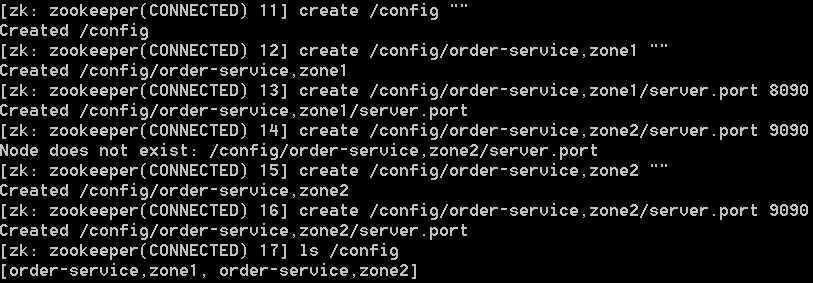 [zk: zookeeper(CONNECTED) 11] create /config ""
Created /config
[zk: zookeeper(CONNECTED) 12] create /config/order-service,zone1 ""
Created /config/order-service,zone1
[zk: zookeeper(CONNECTED) 13] create /config/order-service,zone1/server.port 8090
Created /config/order-service,zone1/server.port
[zk: zookeeper(CONNECTED) 14] create /config/order-service,zone2/server.port 9090
Node does not exist: /config/order-service,zone2/server.port
[zk: zookeeper(CONNECTED) 15] create /config/order-service,zone2 ""
Created /config/order-service,zone2
[zk: zookeeper(CONNECTED) 16] create /config/order-service,zone2/server.port 9090
Created /config/order-service,zone2/server.port
[zk: zookeeper(CONNECTED) 17] ls /config
[order-service,zone1, order-service,zone2]